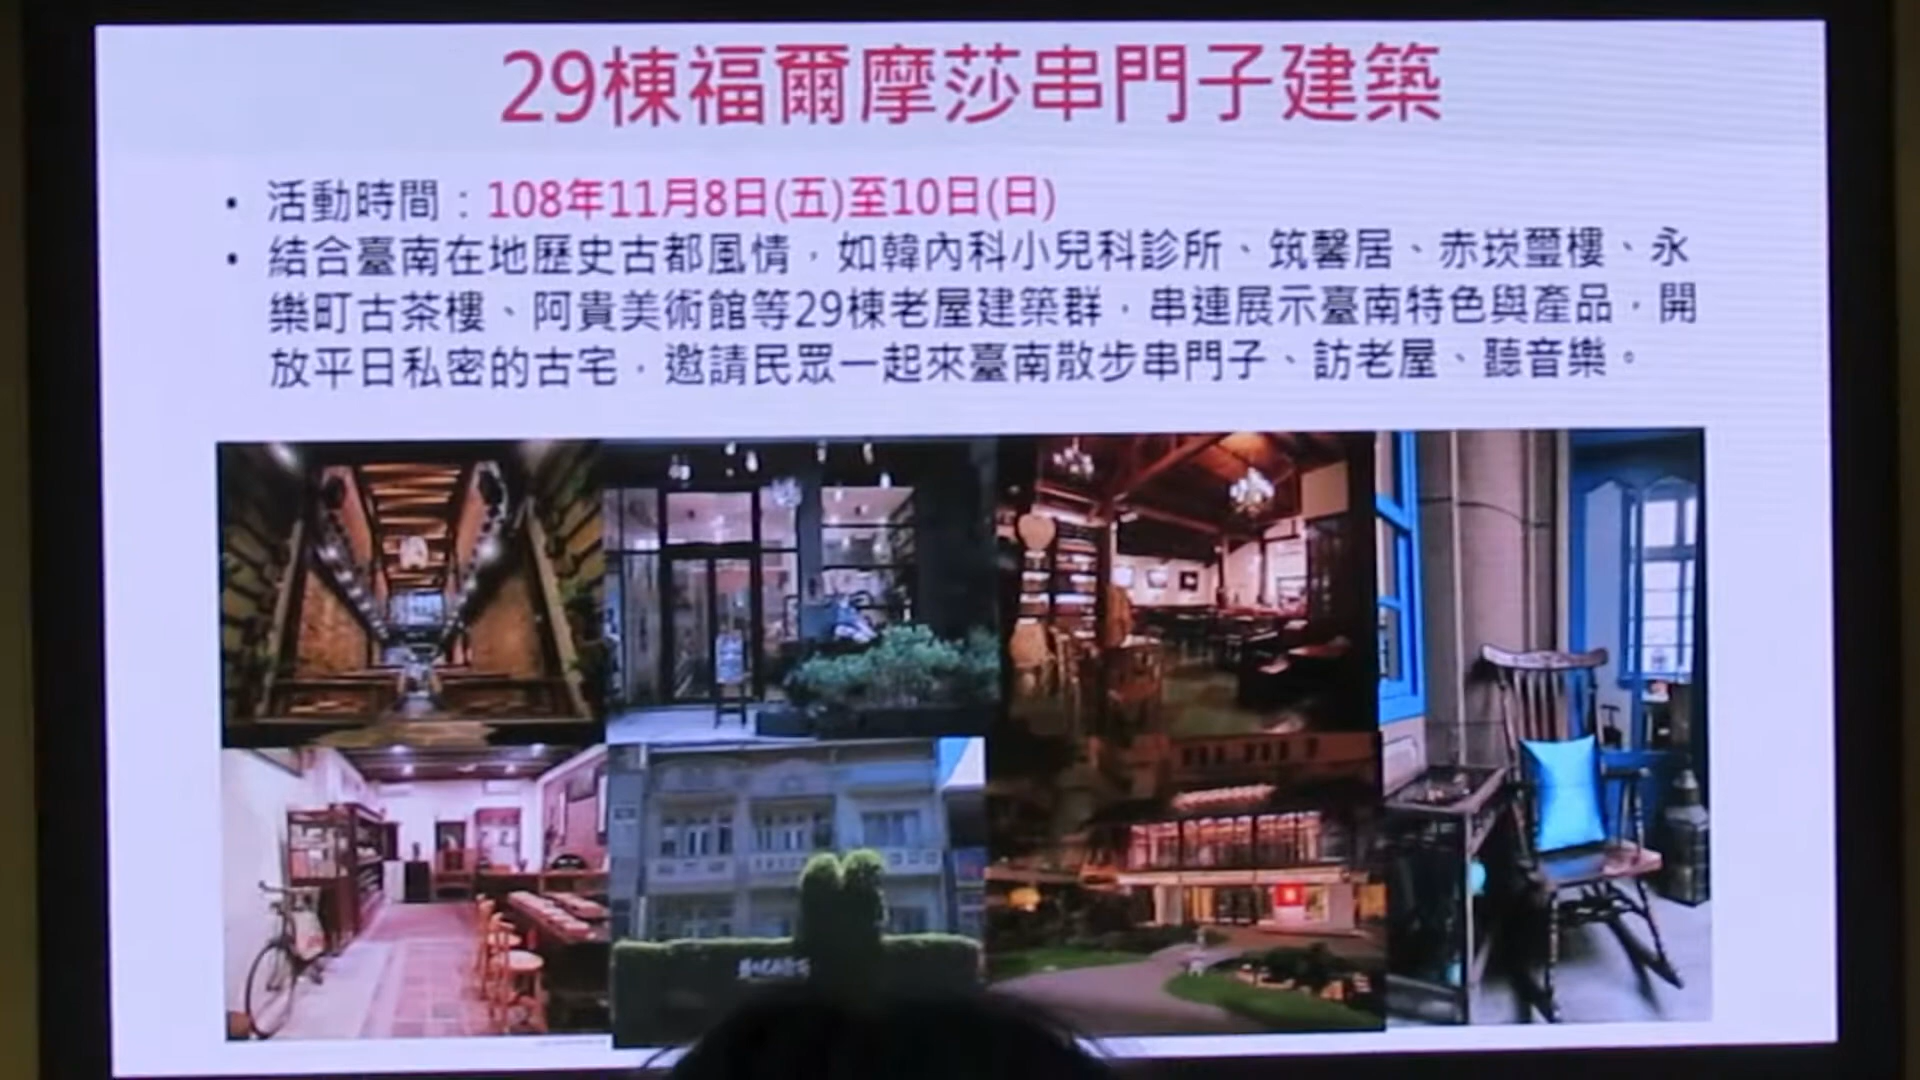 29棟福爾摩莎串門子建築
• 活動時間：108年11月8日(五)至10日(日)
• 結合臺南在地歷史古都風情，如韓內科小兒科診所、筑馨居、赤崁璽樓、永
樂町古茶樓、阿貴美術館等29棟老屋建築群，串連展示臺南特色與產品，開
放平日私密的古宅，邀請民眾一起來臺南散步串門子、訪老屋、聽音樂。